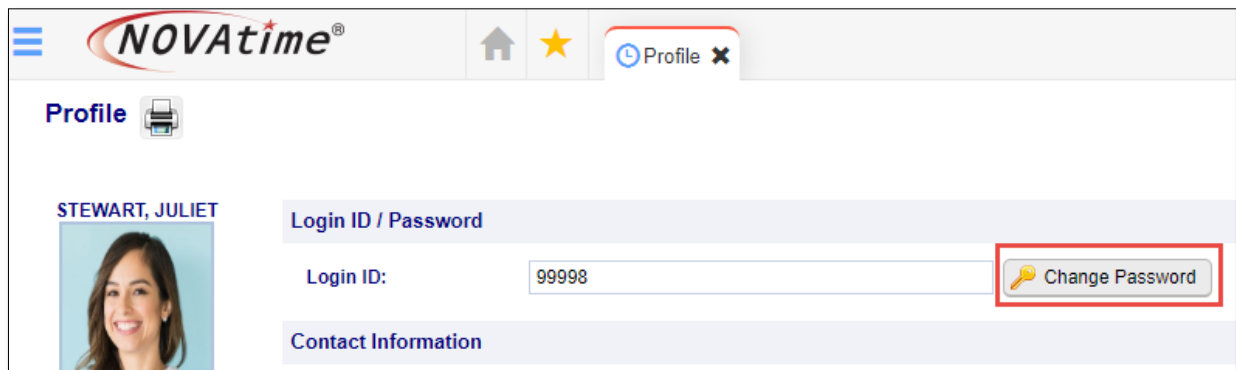 NOVAtime®
Profile
Profile
STEWART, JULIET
Login ID / Password
Login ID: 99998 Change Password
Contact Information